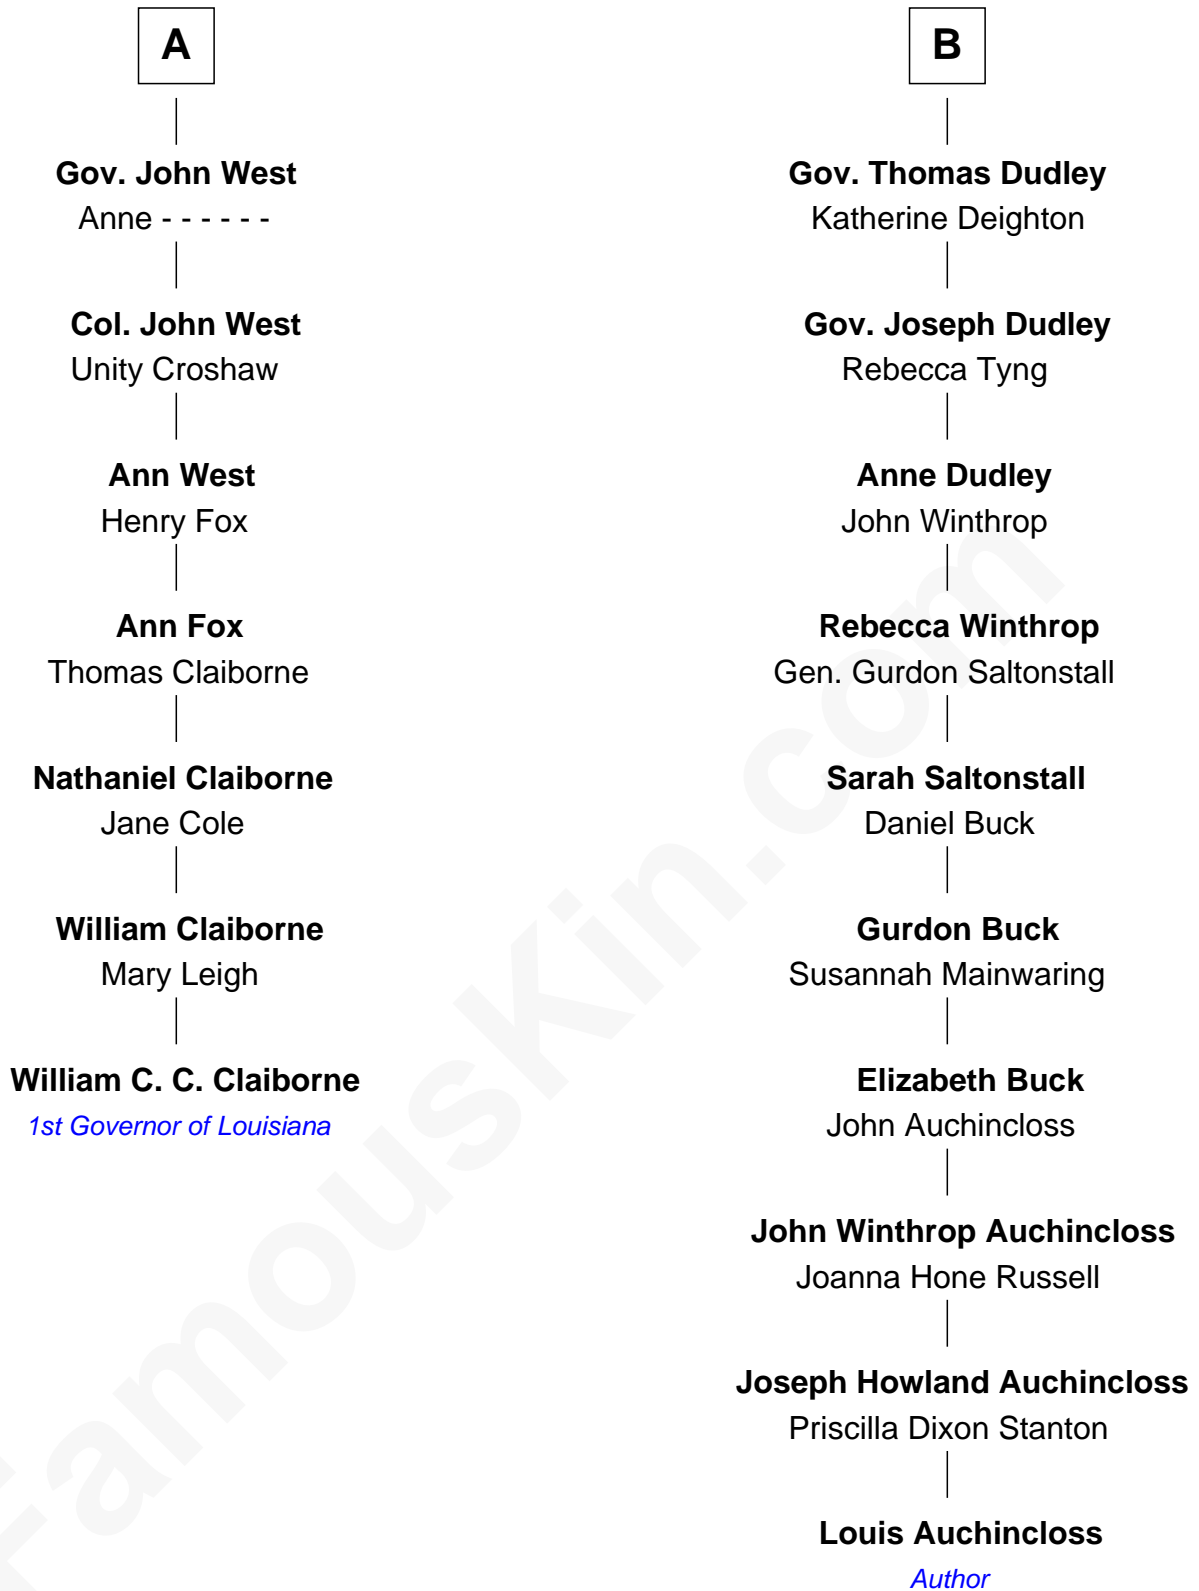 A
Gov. John West
Anne - - - - - -
Col. John West
Unity Croshaw
Ann West
Henry Fox
Ann Fox
Thomas Claiborne
Nathaniel Claiborne
Jane Cole
William Claiborne
Mary Leigh
William C. C. Claiborne
1st Governor of Louisiana
B
Gov. Thomas Dudley
Katherine Deighton
Gov. Joseph Dudley
Rebecca Tyng
Anne Dudley
John Winthrop
Rebecca Winthrop
Gen. Gurdon Saltonstall
Sarah Saltonstall
Daniel Buck
Gurdon Buck
Susannah Mainwaring
Elizabeth Buck
John Auchincloss
John Winthrop Auchincloss
Joanna Hone Russell
Joseph Howland Auchincloss
Priscilla Dixon Stanton
Louis Auchincloss
Author
FamousKin.com